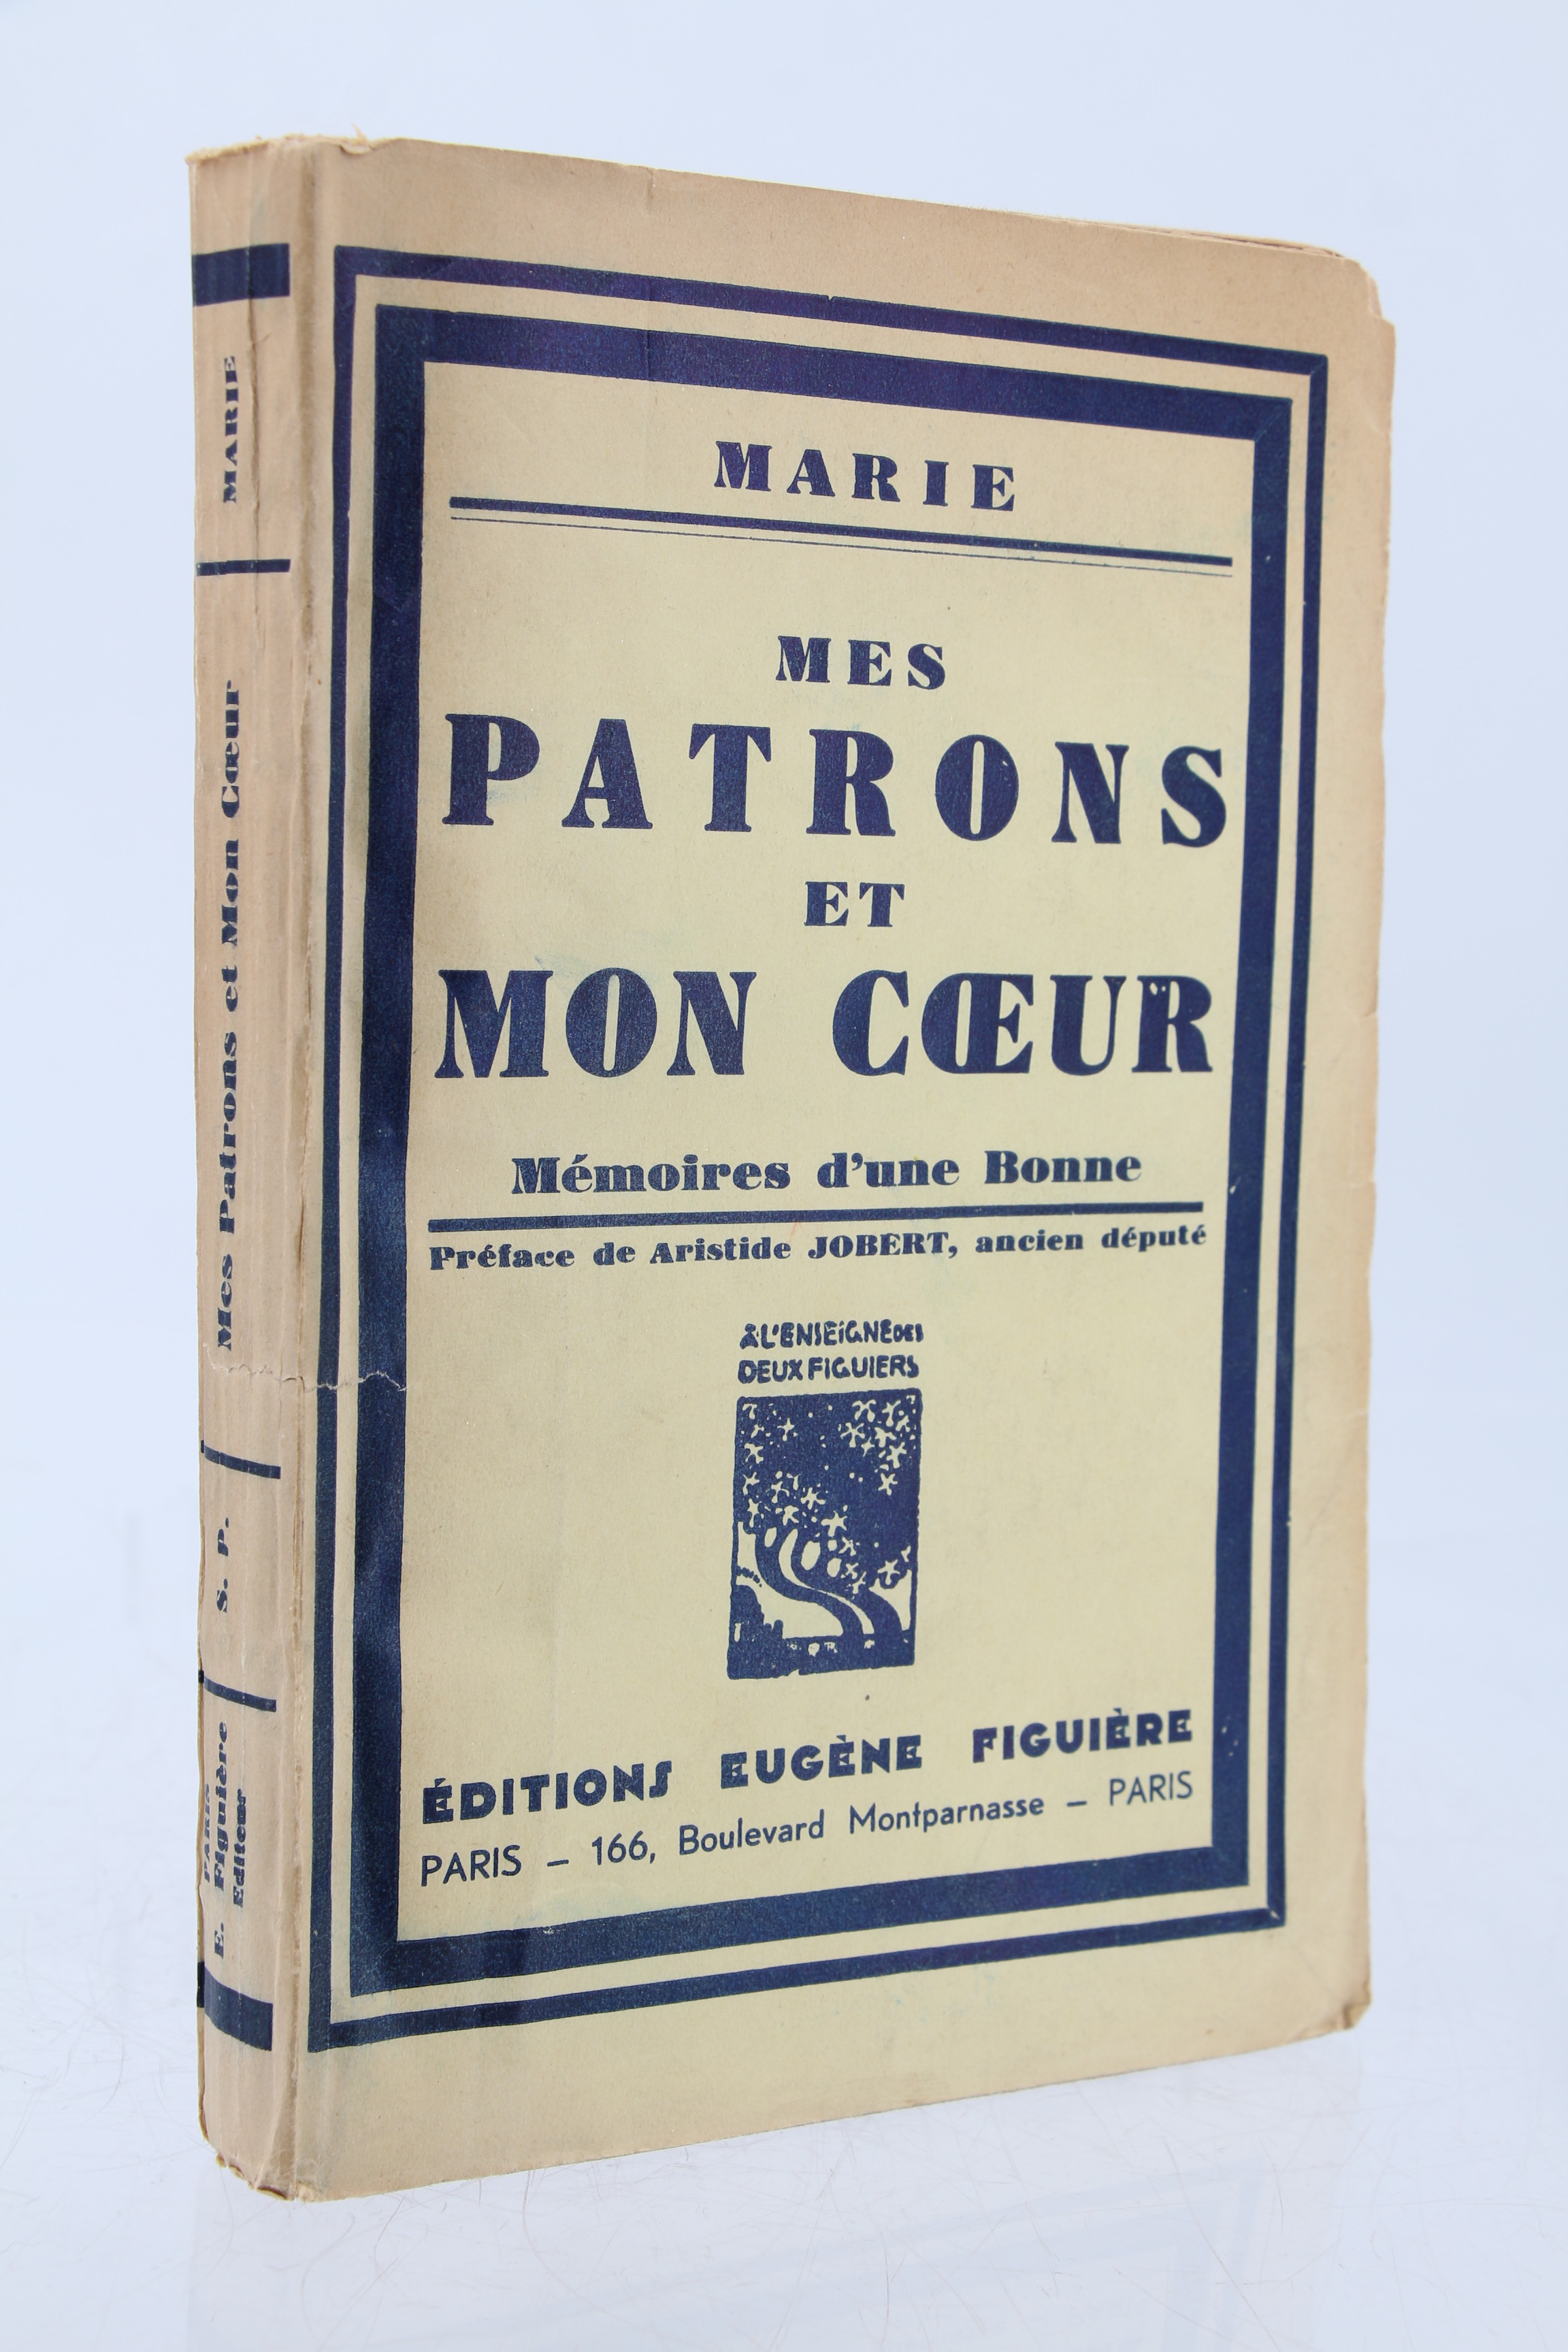 MARIE
MES
PATRONS
ET
MON CŒUR
Mémoires d'une Bonne
Préface de Aristide JOBERT, ancien député
À L'ENSEIGNE DES
DEUX FIGUIERS
ÉDITIONS EUGÈNE FIGUIÈRE
PARIS – 166, Boulevard Montparnasse – PARIS
MARIE
Mes Patrons et Mon Cœur
S. P.
PARIS
E. Figuière
Editeur